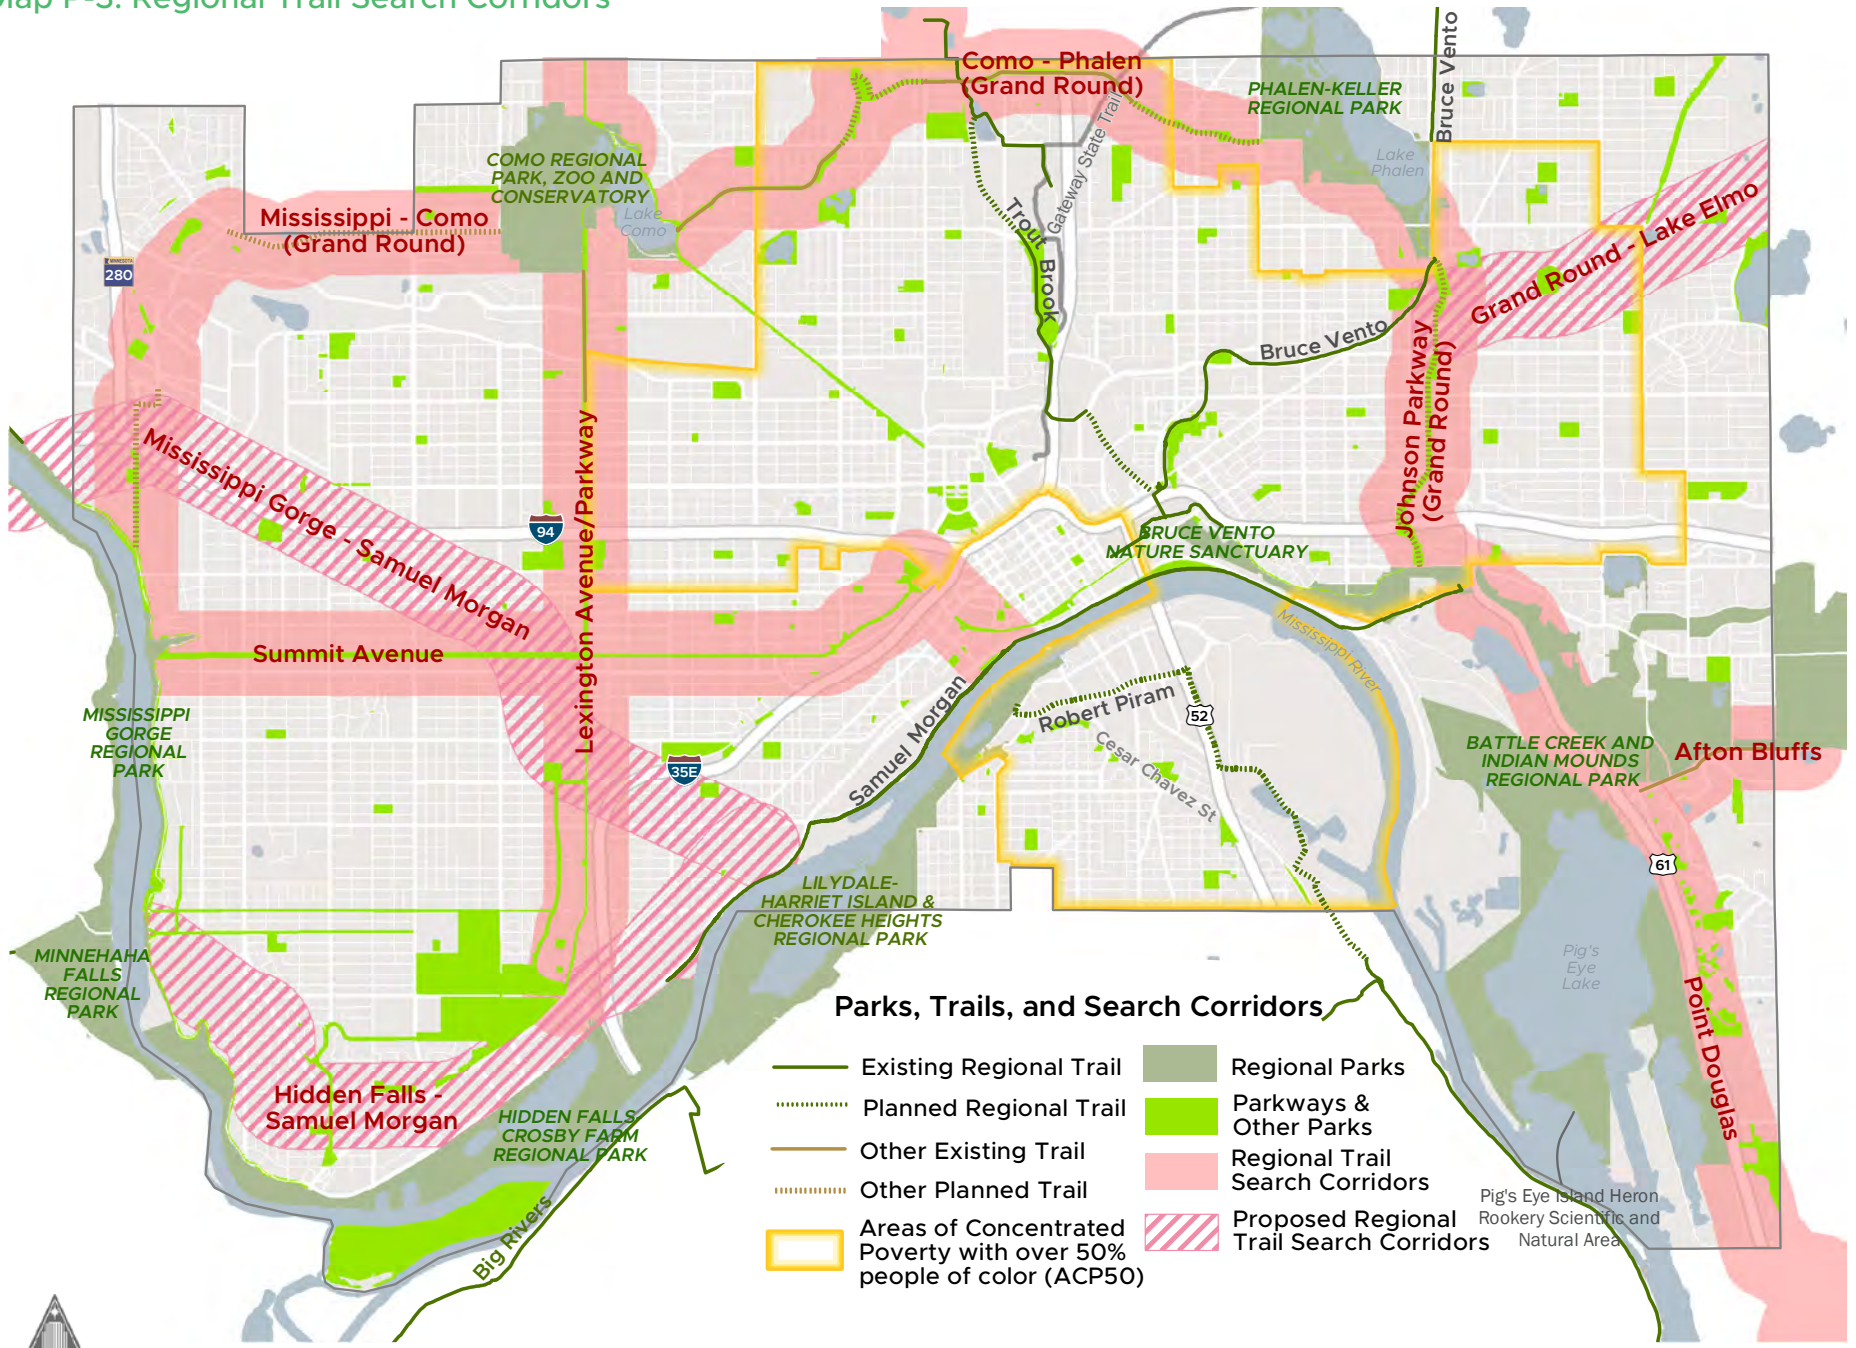 Map P-3: Regional Trail Search Corridors
Como - Phalen
(Grand Round)
Bruce Vento
PHALEN-KELLER
REGIONAL PARK
Gateway State Trail
Lake
Phalen
COMO REGIONAL
PARK, ZOO AND
CONSERVATORY
Lake
Como
Mississippi - Como
(Grand Round)
MINNESOTA
280
Trout Brook
Grand Round - Lake Elmo
Bruce Vento
Johnson Parkway
(Grand Round)
Mississippi Gorge - Samuel Morgan
Lexington Avenue/Parkway
94
BRUCE VENTO
NATURE SANCTUARY
Mississippi River
Summit Avenue
Samuel Morgan
Robert Piram
52
Cesar Chavez St
35E
MISSISSIPPI
GORGE
REGIONAL
PARK
BATTLE CREEK AND
INDIAN MOUNDS
REGIONAL PARK
Afton Bluffs
61
LILYDALE-
HARRIET ISLAND &
CHEROKEE HEIGHTS
REGIONAL PARK
MINNEHAHA
FALLS
REGIONAL
PARK
Pig's
Eye
Lake
Point Douglas
Hidden Falls -
Samuel Morgan
HIDDEN FALLS
CROSBY FARM
REGIONAL PARK
Big Rivers
Pig's Eye Island Heron
Rookery Scientific and
Natural Area
Parks, Trails, and Search Corridors
Existing Regional Trail
Planned Regional Trail
Other Existing Trail
Other Planned Trail
Areas of Concentrated
Poverty with over 50%
people of color (ACP50)
Regional Parks
Parkways &
Other Parks
Regional Trail
Search Corridors
Proposed Regional
Trail Search Corridors